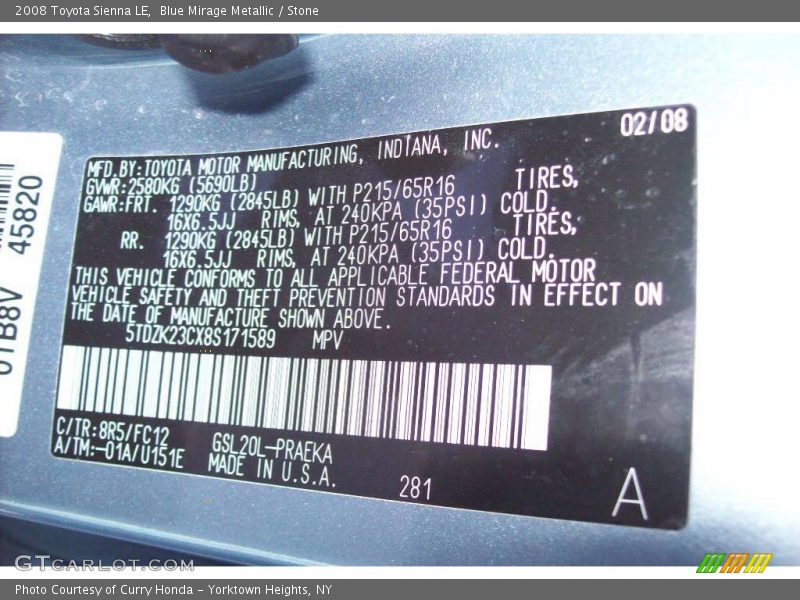 2008 Toyota Sienna LE,  Blue Mirage Metallic / Stone
02/08
MFD.BY:TOYOTA MOTOR MANUFACTURING, INDIANA, INC.
GVWR:2580KG (5690LB)
GAWR:FRT. 1290KG (2845LB) WITH P215/65R16 TIRES,
16X6.5JJ RIMS, AT 240KPA (35PSI) COLD.
RR. 1290KG (2845LB) WITH P215/65R16 TIRES,
16X6.5JJ RIMS, AT 240KPA (35PSI) COLD.
THIS VEHICLE CONFORMS TO ALL APPLICABLE FEDERAL MOTOR
VEHICLE SAFETY AND THEFT PREVENTION STANDARDS IN EFFECT ON
THE DATE OF MANUFACTURE SHOWN ABOVE.
5TDZK23CX8S171589 MPV
C/TR:8R5/FC12
A/TM:-01A/U151E
GSL20L-PRAEKA
MADE IN U.S.A.
281
A
45820
0TB8V
GTCARLOT.COM
Photo Courtesy of Curry Honda - Yorktown Heights, NY